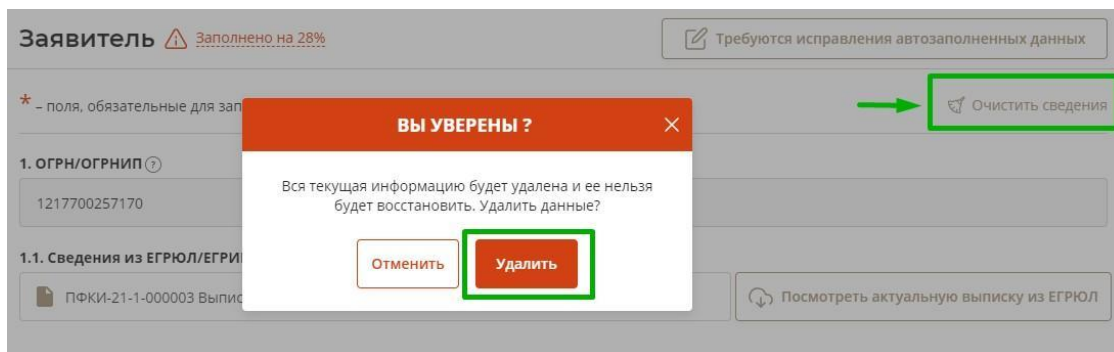 Заявитель Заполнено на 28% Требуются исправления автозаполненных данных
* – поля, обязательные для зап Очистить сведения
ВЫ УВЕРЕНЫ ?
1. ОГРН/ОГРНИП
Вся текущая информацию будет удалена и ее нельзя
1217700257170
будет восстановить. Удалить данные?
1.1. Сведения из ЕГРЮЛ/ЕГРИ
Отменить Удалить
ПФКИ-21-1-000003 Выпис Посмотреть актуальную выписку из ЕГРЮЛ